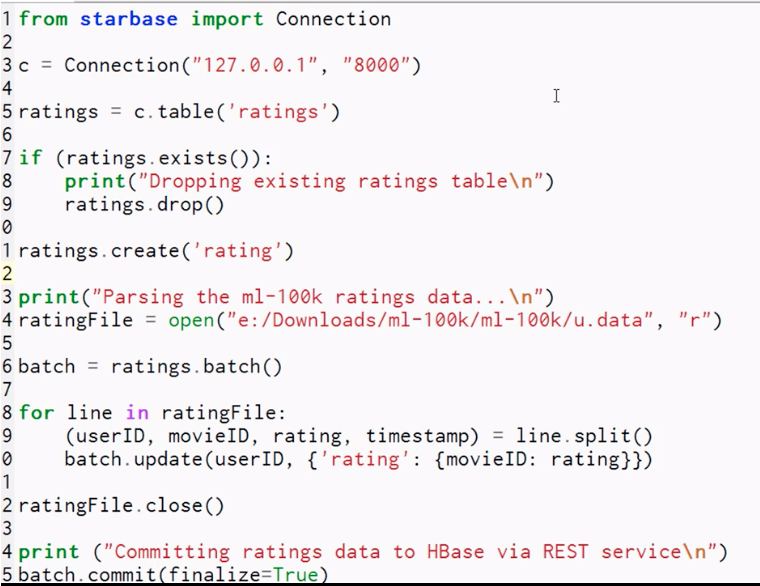 1 from starbase import Connection
2
3 c = Connection("127.0.0.1", "8000")
4
5 ratings = c.table('ratings')
6
7 if (ratings.exists()):
8     print("Dropping existing ratings table\n")
9     ratings.drop()
0
1 ratings.create('rating')
2
3 print("Parsing the ml-100k ratings data...\n")
4 ratingFile = open("e:/Downloads/ml-100k/ml-100k/u.data", "r")
5
6 batch = ratings.batch()
7
8 for line in ratingFile:
9     (userID, movieID, rating, timestamp) = line.split()
0     batch.update(userID, {'rating': {movieID: rating}})
1
2 ratingFile.close()
3
4 print ("Committing ratings data to HBase via REST service\n")
5 batch.commit(finalize=True)